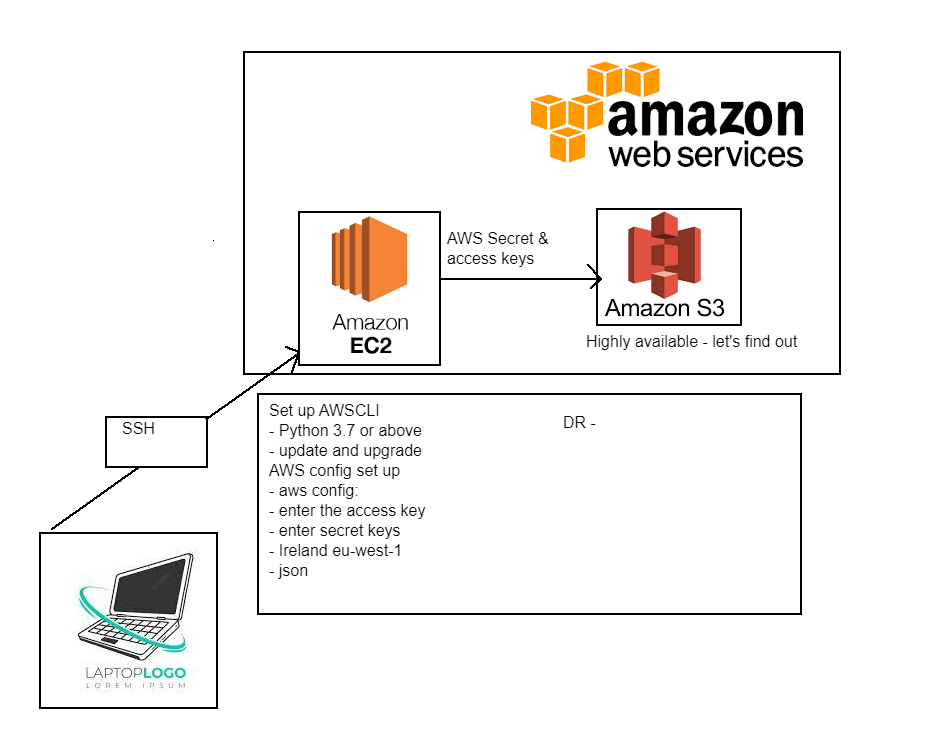 amazon
web services
AWS Secret &
access keys
Amazon
EC2
Amazon S3
Highly available - let's find out
SSH
Set up AWSCLI
- Python 3.7 or above
- update and upgrade
AWS config set up
- aws config:
- enter the access key
- enter secret keys
- Ireland eu-west-1
- json
DR -
LAPTOPLOGO
LOREM IPSUM